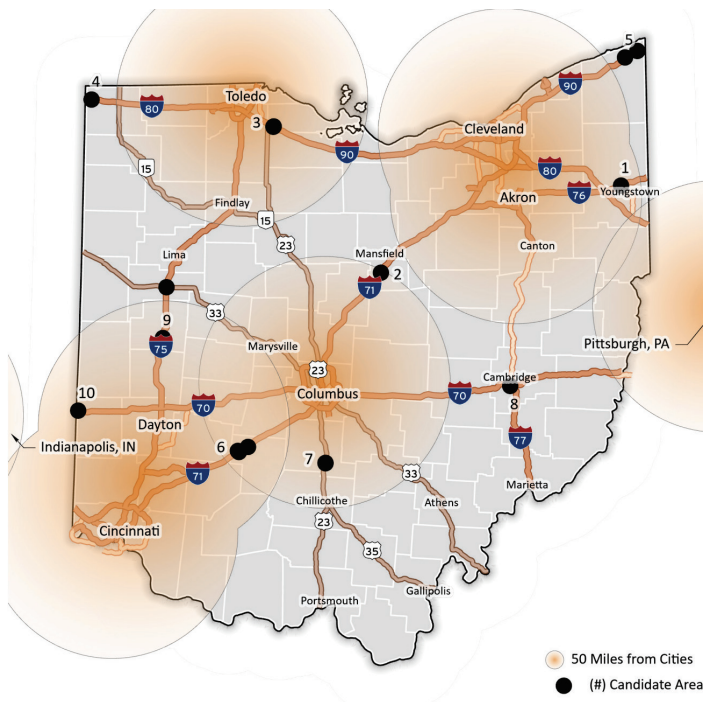 5
4
80
Toledo
90
3
Cleveland
90
80
1
15
Akron
76
Youngstown
Findlay
15
23
Canton
Lima
Mansfield
2
71
33
9
75
Marysville
Pittsburgh, PA
23
Cambridge
10
70
Columbus
70
8
Dayton
Indianapolis, IN
6
77
71
7
33
Marietta
Chillicothe
Athens
23
Cincinnati
35
Gallipolis
Portsmouth
50 Miles from Cities
(#) Candidate Area